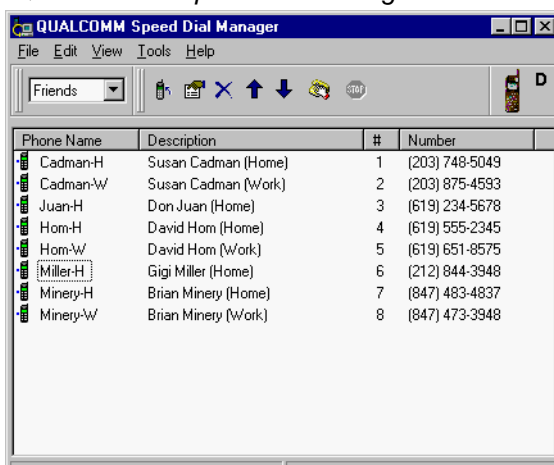 QUALCOMM Speed Dial Manager
File Edit View Tools Help
Friends STOP D
Phone Name Description # Number
Cadman-H Susan Cadman (Home) 1 (203) 748-5049
Cadman-W Susan Cadman (Work) 2 (203) 875-4593
Juan-H Don Juan (Home) 3 (619) 234-5678
Hom-H David Hom (Home) 4 (619) 555-2345
Hom-W David Hom (Work) 5 (619) 651-8575
Miller-H Gigi Miller (Home) 6 (212) 844-3948
Minery-H Brian Minery (Home) 7 (847) 483-4837
Minery-W Brian Minery (Work) 8 (847) 473-3948